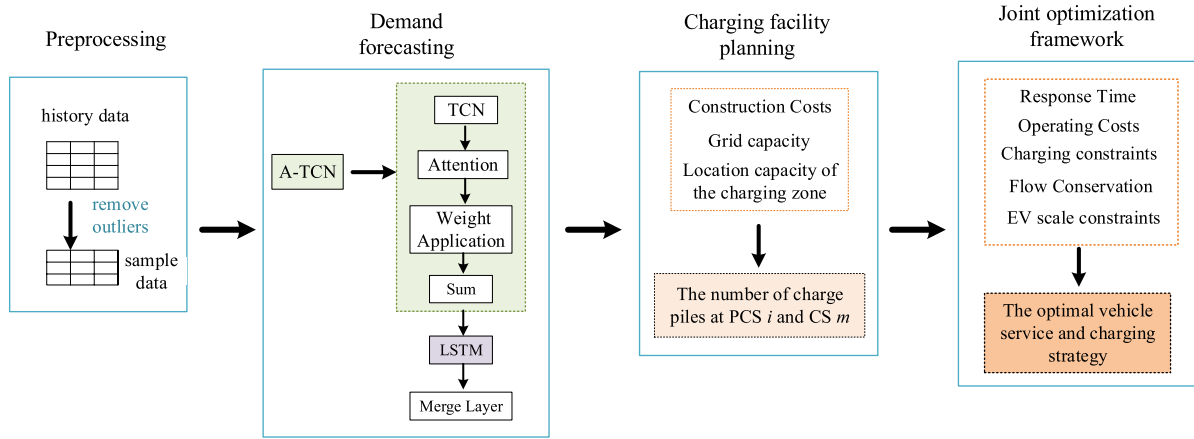 Preprocessing
history data
remove
outliers
sample
data
Demand
forecasting
A-TCN
TCN
Attention
Weight
Application
Sum
LSTM
Merge Layer
Charging facility
planning
Construction Costs
Grid capacity
Location capacity of
the charging zone
The number of charge
piles at PCS i and CS m
Joint optimization
framework
Response Time
Operating Costs
Charging constraints
Flow Conservation
EV scale constraints
The optimal vehicle
service and charging
strategy